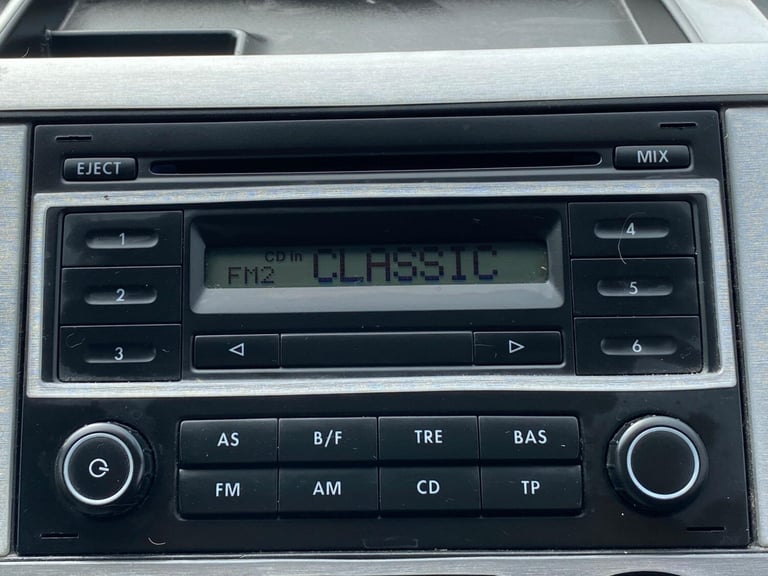 EJECT MIX
1 4
CD in
FM2 CLASSIC
2 5
3 6
AS B/F TRE BAS
FM AM CD TP